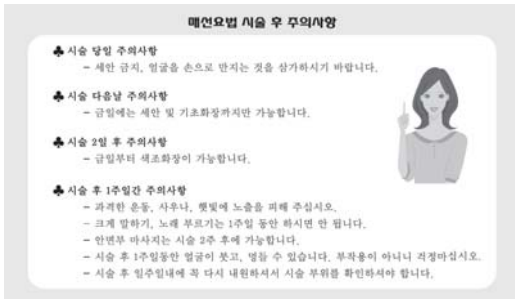 매선요법 시술 후 주의사항
♣ 시술 당일 주의사항
– 세안 금지, 얼굴을 손으로 만지는 것을 삼가하시기 바랍니다.
♣ 시술 다음날 주의사항
– 금일에는 세안 및 기초화장까지만 가능합니다.
♣ 시술 2일 후 주의사항
– 금일부터 색조화장이 가능합니다.
♣ 시술 후 1주일간 주의사항
– 과격한 운동, 사우나, 햇빛에 노출을 피해 주십시오.
– 크게 말하기, 노래 부르기는 1주일 동안 하시면 안 됩니다.
– 안면부 마사지는 시술 2주 후에 가능합니다.
– 시술 후 1주일동안 얼굴이 붓고, 멍들 수 있습니다. 부작용이 아니니 걱정마십시오.
– 시술 후 일주일내에 꼭 다시 내원하셔서 시술 부위를 확인하셔야 합니다.